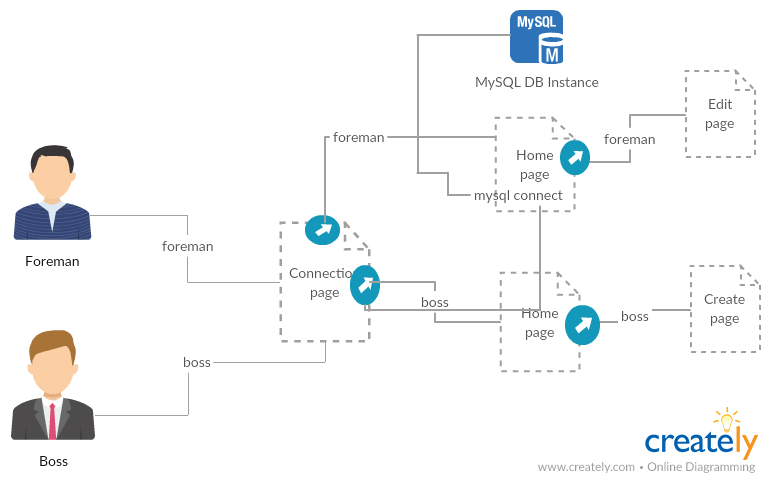 MySQL
M
MySQL DB Instance
Edit
page
foreman
foreman
Home
page
mysql connect
foreman
Foreman
Connection
page
boss
Home
page
boss
Create
page
boss
Boss
creately
www.creately.com • Online Diagramming